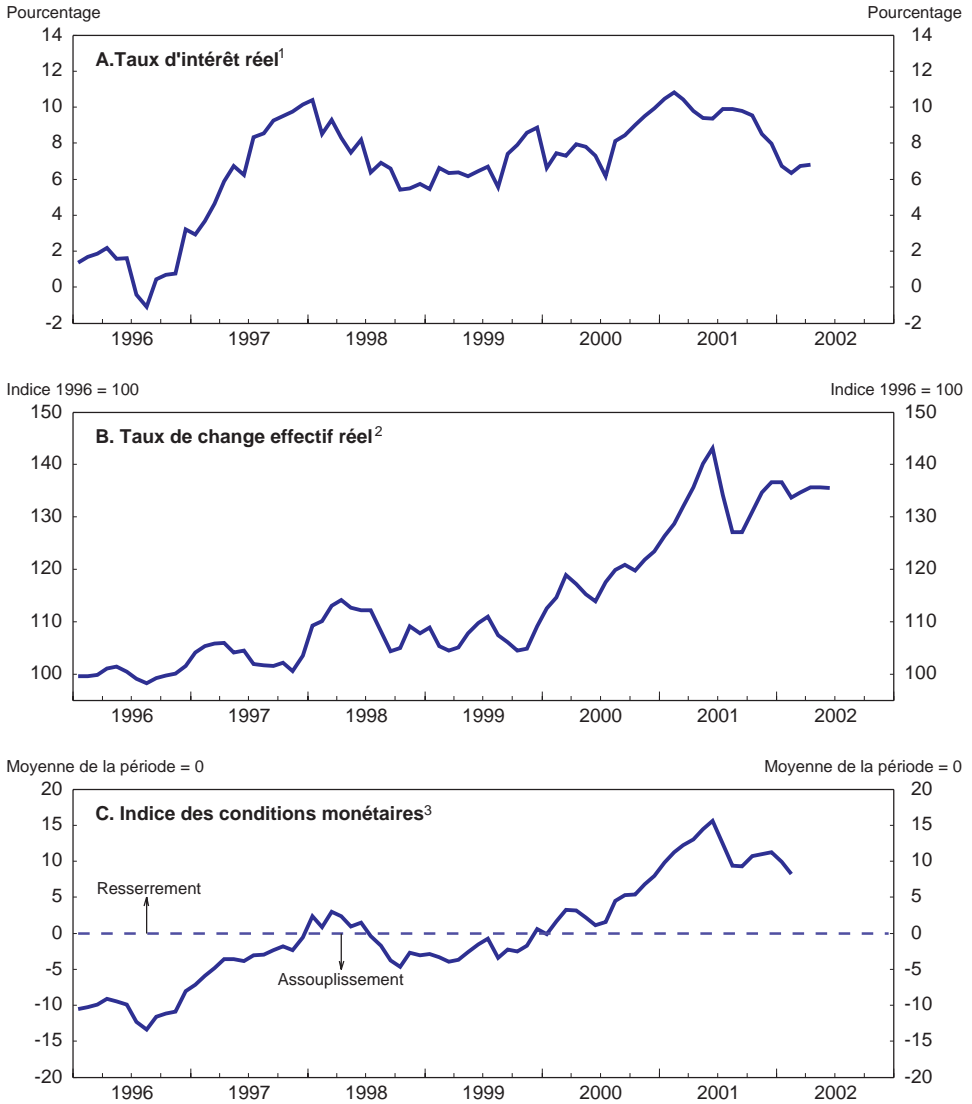 Pourcentage Pourcentage
14 14
A.Taux d'intérêt réel1
12 12
10 10
8 8
6 6
4 4
2 2
0 0
-2 -2
1996 1997 1998 1999 2000 2001 2002
Indice 1996 = 100 Indice 1996 = 100
150 150
B. Taux de change effectif réel2
140 140
130 130
120 120
110 110
100 100
1996 1997 1998 1999 2000 2001 2002
Moyenne de la période = 0 Moyenne de la période = 0
20 20
C. Indice des conditions monétaires3
15 15
10 10
Resserrement
5 5
0 0
-5 -5
Assouplissement
-10 -10
-15 -15
-20 -20
1996 1997 1998 1999 2000 2001 2002